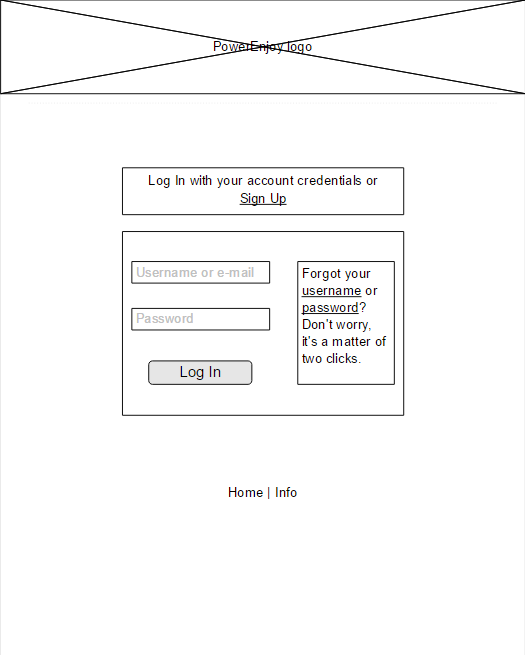 PowerEnjoy logo
Log In with your account credentials or
Sign Up
Username or e-mail
Password
Log In
Forgot your
username or
password?
Don't worry,
it's a matter of
two clicks.
Home | Info